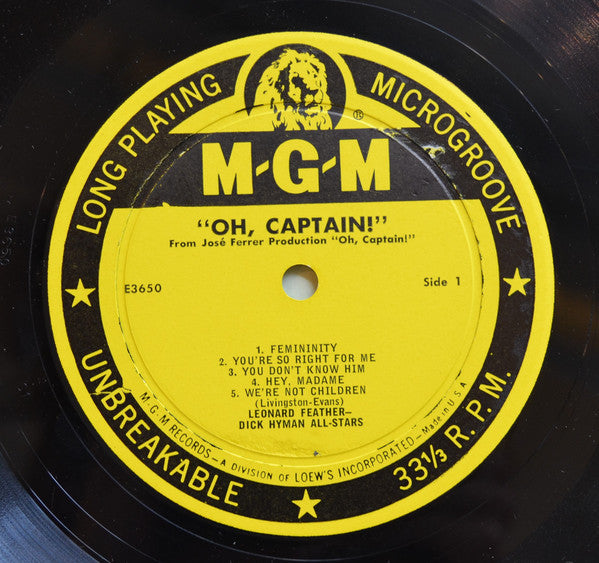 LONG PLAYING
MICROGROOVE
®
M-G-M
"OH, CAPTAIN!"
From José Ferrer Production "Oh, Captain!"
E3650
Side 1
1. FEMININITY
2. YOU'RE SO RIGHT FOR ME
3. YOU DON'T KNOW HIM
4. HEY, MADAME
5. WE'RE NOT CHILDREN
(Livingston-Evans)
LEONARD FEATHER—
DICK HYMAN ALL-STARS
M-G-M RECORDS—A DIVISION OF LOEW'S INCORPORATED—Made in U.S.A
UNBREAKABLE
33⅓ R.P.M.